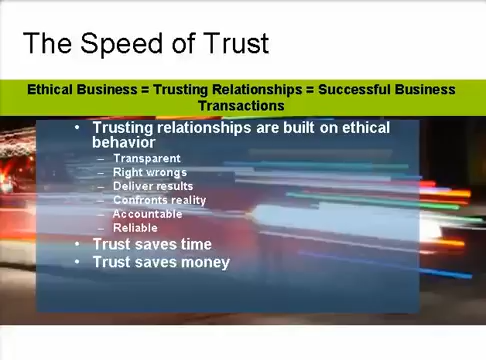 The Speed of Trust
Ethical Business = Trusting Relationships = Successful Business
Transactions
• Trusting relationships are built on ethical
behavior
– Transparent
– Right wrongs
– Deliver results
– Confronts reality
– Accountable
– Reliable
• Trust saves time
• Trust saves money